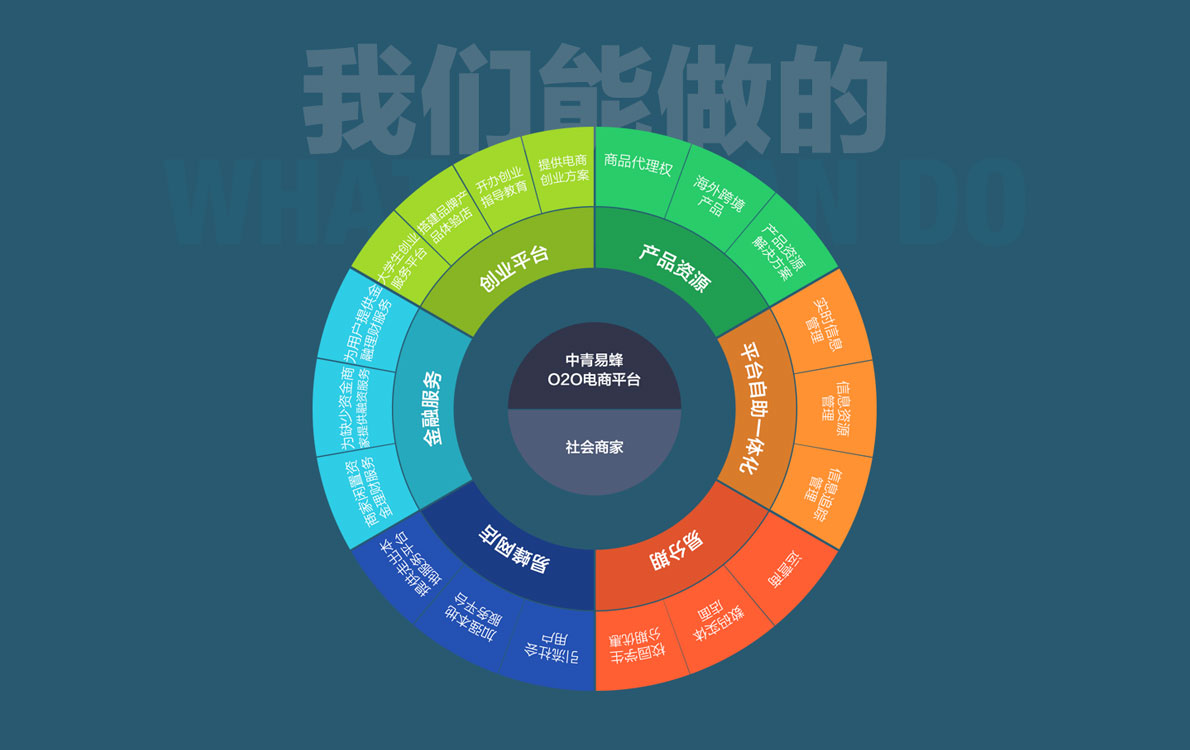 我们能做的
WHAT
AN DO
商品代理权
海外跨境
产品
产品资源
解决方案
产品资源
实时信息
管理
信息资源
管理
信息追踪
管理
平台自助一体化
运营商
数码实体
店面
校园学生
分期优惠
易分期
引流社会
用户
加强本地
服务平台
提供走出本
地服务平台
易蜂网店
商家闲置资
金理财服务
为缺少资金商
家提供融资服务
为用户提供金
融理财服务
金融服务
大学生创业
服务平台
搭建品牌产
品体验店
开办创业
指导教育
提供电商
创业方案
创业平台
中青易蜂
O2O电商平台
社会商家